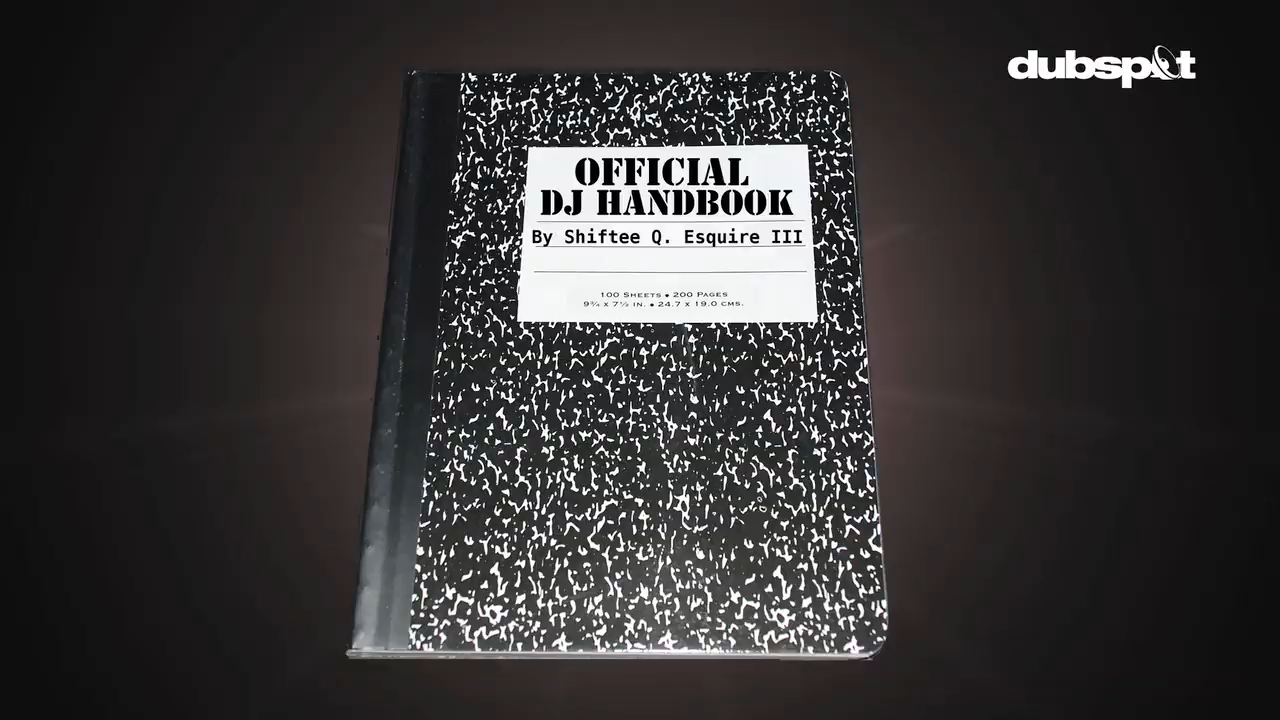 dubspot
OFFICIAL
DJ HANDBOOK
By Shiftee Q. Esquire III
100 SHEETS • 200 PAGES
9¾ X 7½ IN. • 24.7 X 19.0 CMS.